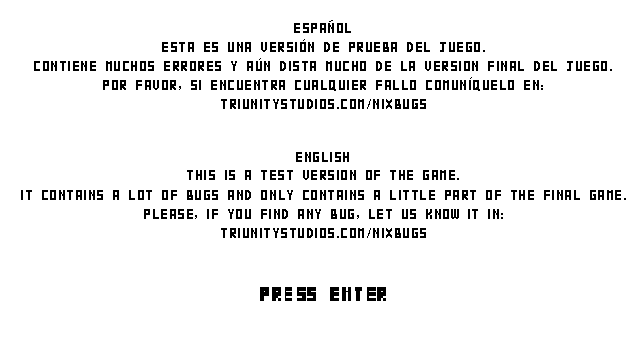 ESPAÑOL
ESTA ES UNA VERSIÓN DE PRUEBA DEL JUEGO.
CONTIENE MUCHOS ERRORES Y AÚN DISTA MUCHO DE LA VERSION FINAL DEL JUEGO.
POR FAVOR, SI ENCUENTRA CUALQUIER FALLO COMUNÍQUELO EN:
TRIUNITYSTUDIOS.COM/NIXBUGS
ENGLISH
THIS IS A TEST VERSION OF THE GAME.
IT CONTAINS A LOT OF BUGS AND ONLY CONTAINS A LITTLE PART OF THE FINAL GAME.
PLEASE, IF YOU FIND ANY BUG, LET US KNOW IT IN:
TRIUNITYSTUDIOS.COM/NIXBUGS
PRESS ENTER